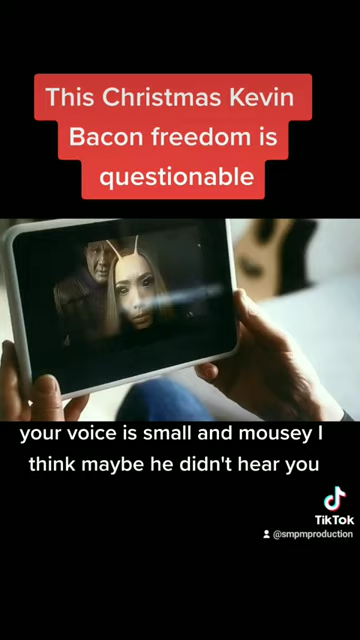 This Christmas Kevin
Bacon freedom is
questionable
your voice is small and mousey I
think maybe he didn't hear you
TikTok
@smpmproduction